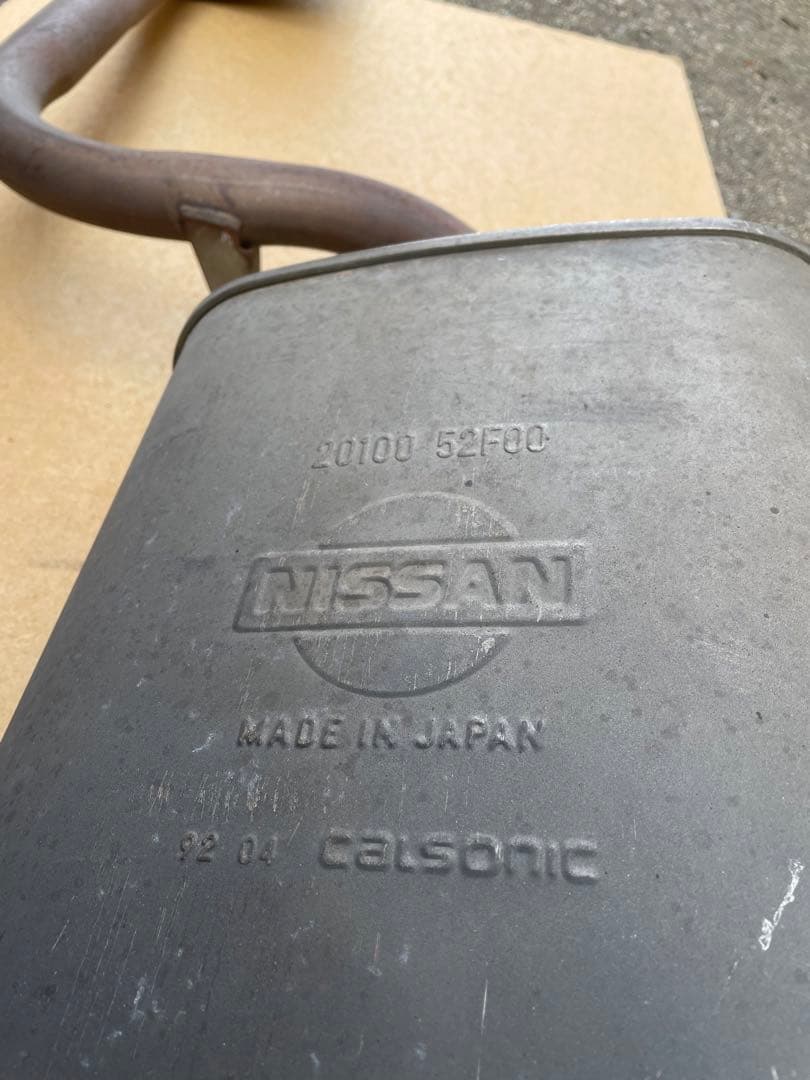 20100 52F00
NISSAN
MADE IN JAPAN
92 04 calsonic